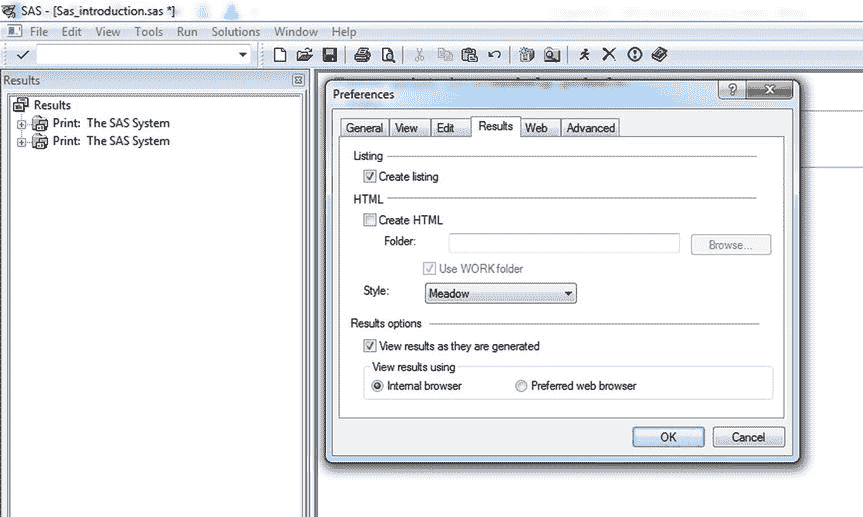 SAS - [Sas_introduction.sas *]
File Edit View Tools Run Solutions Window Help
Results
Results
Print: The SAS System
Print: The SAS System
Preferences
General View Edit Results Web Advanced
Listing
Create listing
HTML
Create HTML
Folder:
Browse...
Use WORK folder
Style:
Meadow
Results options
View results as they are generated
View results using
Internal browser Preferred web browser
OK Cancel